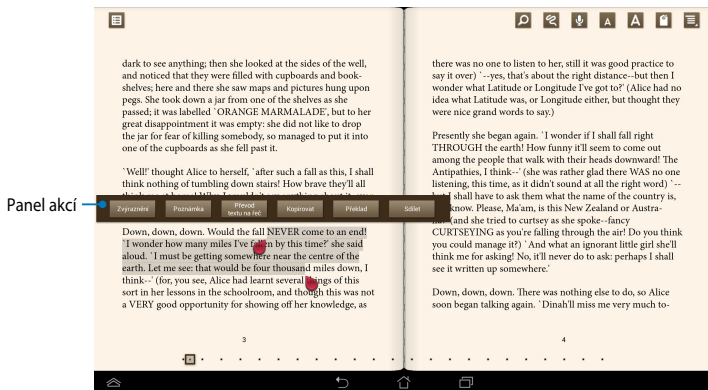 A
A
dark to see anything; then she looked at the sides of the well,
and noticed that they were filled with cupboards and book-
shelves; here and there she saw maps and pictures hung upon
pegs. She took down a jar from one of the shelves as she
passed; it was labelled `ORANGE MARMALADE', but to her
great disappointment it was empty: she did not like to drop
the jar for fear of killing somebody, so managed to put it into
one of the cupboards as she fell past it.
`Well!' thought Alice to herself, `after such a fall as this, I shall
think nothing of tumbling down stairs! How brave they'll all
Panel akcí
Zvýraznění
Poznámka
Převod
textu na řeč
Kopírovat
Překlad
Sdílet
Down, down, down. Would the fall NEVER come to an end!
`I wonder how many miles I've fallen by this time?' she said
aloud. `I must be getting somewhere near the centre of the
earth. Let me see: that would be four thousand miles down, I
think--' (for, you see, Alice had learnt several things of this
sort in her lessons in the schoolroom, and though this was not
a VERY good opportunity for showing off her knowledge, as
3
there was no one to listen to her, still it was good practice to
say it over) `--yes, that's about the right distance--but then I
wonder what Latitude or Longitude I've got to?' (Alice had no
idea what Latitude was, or Longitude either, but thought they
were nice grand words to say.)
Presently she began again. `I wonder if I shall fall right
THROUGH the earth! How funny it'll seem to come out
among the people that walk with their heads downward! The
Antipathies, I think--' (she was rather glad there WAS no one
listening, this time, as it didn't sound at all the right word) `--
but I shall have to ask them what the name of the country is,
know. Please, Ma'am, is this New Zealand or Austra-
(and she tried to curtsey as she spoke--fancy
CURTSEYING as you're falling through the air! Do you think
you could manage it?) `And what an ignorant little girl she'll
think me for asking! No, it'll never do to ask: perhaps I shall
see it written up somewhere.'
Down, down, down. There was nothing else to do, so Alice
soon began talking again. `Dinah'll miss me very much to-
4